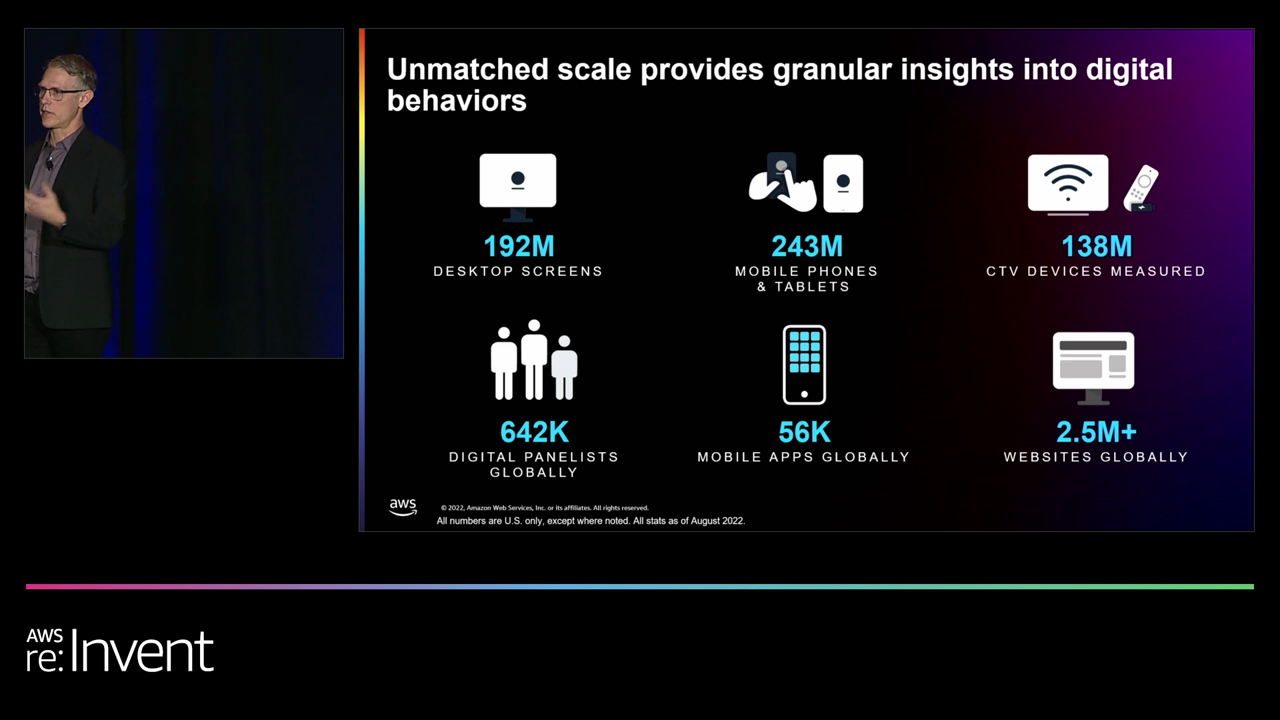 Unmatched scale provides granular insights into digital
behaviors
192M
DESKTOP SCREENS
243M
MOBILE PHONES
& TABLETS
138M
CTV DEVICES MEASURED
642K
DIGITAL PANELISTS
GLOBALLY
56K
MOBILE APPS GLOBALLY
2.5M+
WEBSITES GLOBALLY
aws
© 2022, Amazon Web Services, Inc. or its affiliates. All rights reserved.
All numbers are U.S. only, except where noted. All stats as of August 2022.
AWS
re:Invent